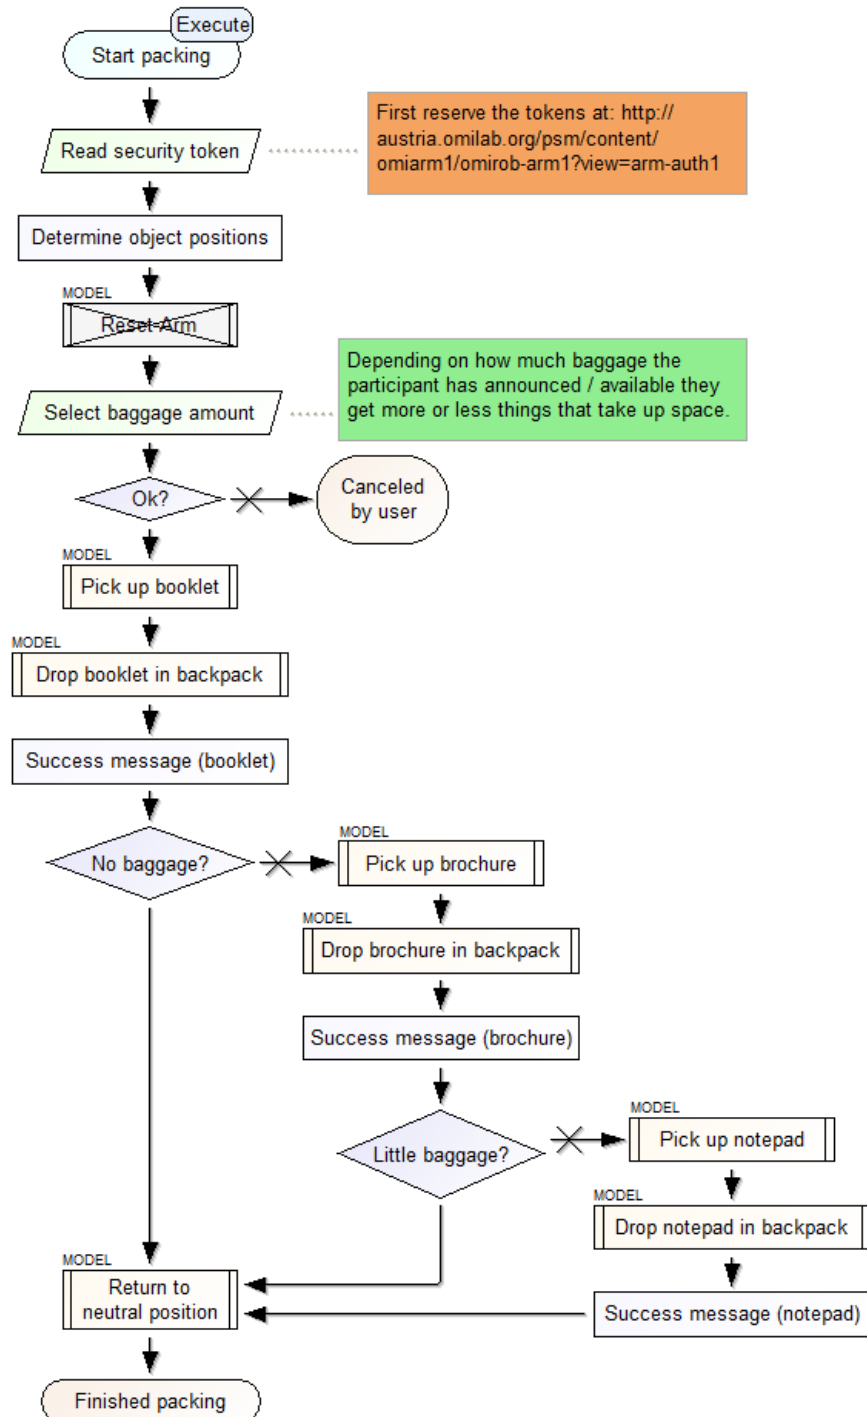 Execute
Start packing
Read security token
First reserve the tokens at: http://
austria.omilab.org/psm/content/
omiarm1/omirob-arm1?view=arm-auth1
Determine object positions
MODEL
Reset Arm
Select baggage amount
Depending on how much baggage the
participant has announced / available they
get more or less things that take up space.
Ok?
Canceled
by user
MODEL
Pick up booklet
MODEL
Drop booklet in backpack
Success message (booklet)
No baggage?
MODEL
Pick up brochure
MODEL
Drop brochure in backpack
Success message (brochure)
Little baggage?
MODEL
Pick up notepad
MODEL
Drop notepad in backpack
Success message (notepad)
MODEL
Return to
neutral position
Finished packing